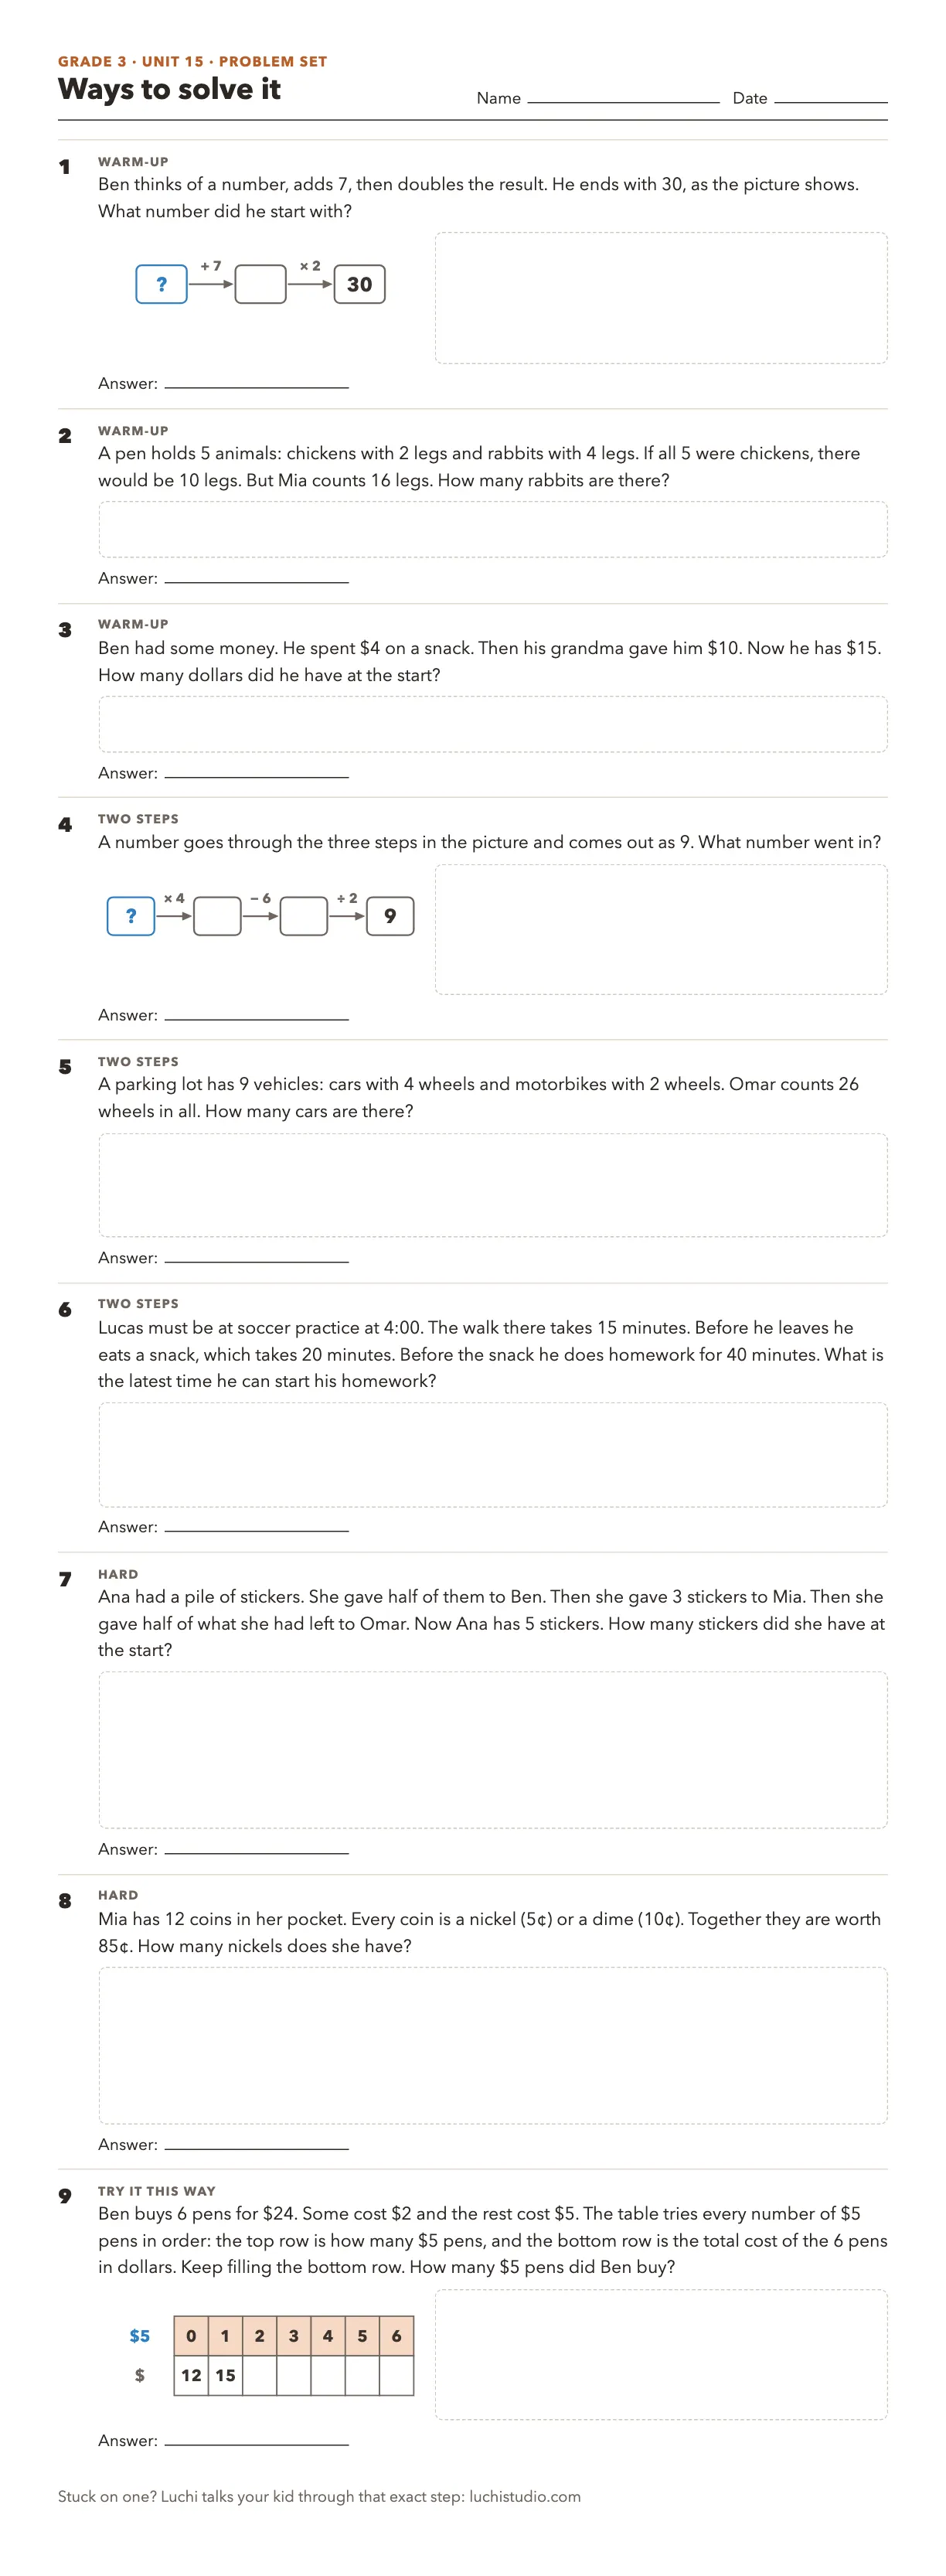 GRADE 3 · UNIT 15 · PROBLEM SET
Ways to solve it
Name Date
1
WARM-UP
Ben thinks of a number, adds 7, then doubles the result. He ends with 30, as the picture shows.
What number did he start with?
+ 7 × 2
? 30
Answer:
2
WARM-UP
A pen holds 5 animals: chickens with 2 legs and rabbits with 4 legs. If all 5 were chickens, there
would be 10 legs. But Mia counts 16 legs. How many rabbits are there?
Answer:
3
WARM-UP
Ben had some money. He spent $4 on a snack. Then his grandma gave him $10. Now he has $15.
How many dollars did he have at the start?
Answer:
4
TWO STEPS
A number goes through the three steps in the picture and comes out as 9. What number went in?
× 4 − 6 ÷ 2
? 9
Answer:
5
TWO STEPS
A parking lot has 9 vehicles: cars with 4 wheels and motorbikes with 2 wheels. Omar counts 26
wheels in all. How many cars are there?
Answer:
6
TWO STEPS
Lucas must be at soccer practice at 4:00. The walk there takes 15 minutes. Before he leaves he
eats a snack, which takes 20 minutes. Before the snack he does homework for 40 minutes. What is
the latest time he can start his homework?
Answer:
7
HARD
Ana had a pile of stickers. She gave half of them to Ben. Then she gave 3 stickers to Mia. Then she
gave half of what she had left to Omar. Now Ana has 5 stickers. How many stickers did she have at
the start?
Answer:
8
HARD
Mia has 12 coins in her pocket. Every coin is a nickel (5¢) or a dime (10¢). Together they are worth
85¢. How many nickels does she have?
Answer:
9
TRY IT THIS WAY
Ben buys 6 pens for $24. Some cost $2 and the rest cost $5. The table tries every number of $5
pens in order: the top row is how many $5 pens, and the bottom row is the total cost of the 6 pens
in dollars. Keep filling the bottom row. How many $5 pens did Ben buy?
$5 0 1 2 3 4 5 6
$ 12 15
Answer:
Stuck on one? Luchi talks your kid through that exact step: luchistudio.com